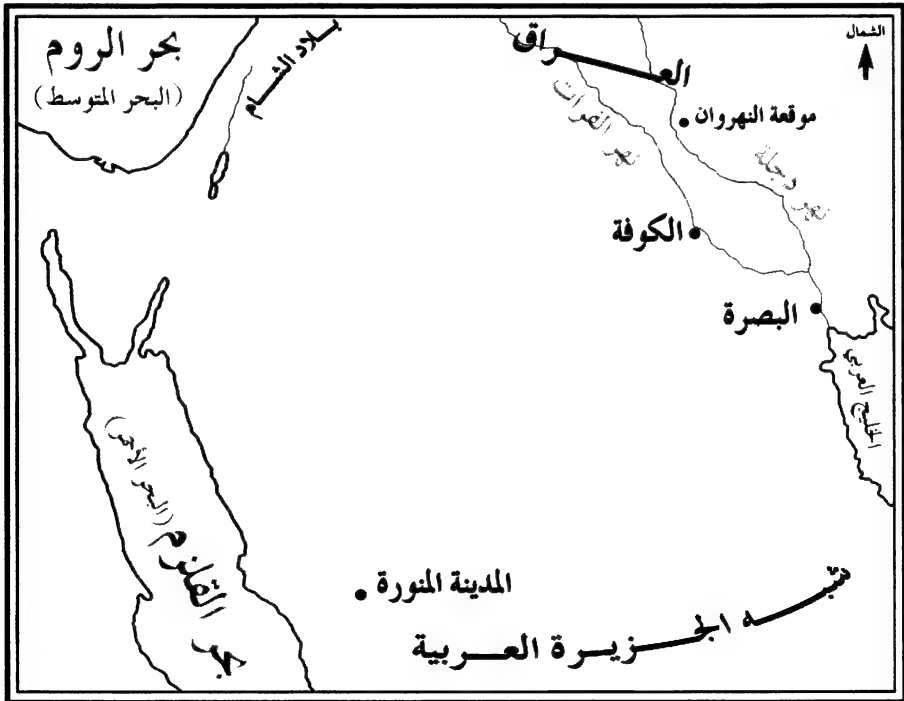 الشمال
بحر الروم
(البحر المتوسط)
بلاد الشام
العراق
موقعة النهروان
نهر الفرات
نهر دجلة
الكوفة
البصرة
الخليج العربي
بحر القلزم
(البحر الأحمر)
المدينة المنورة
شبه الجزيرة العربية